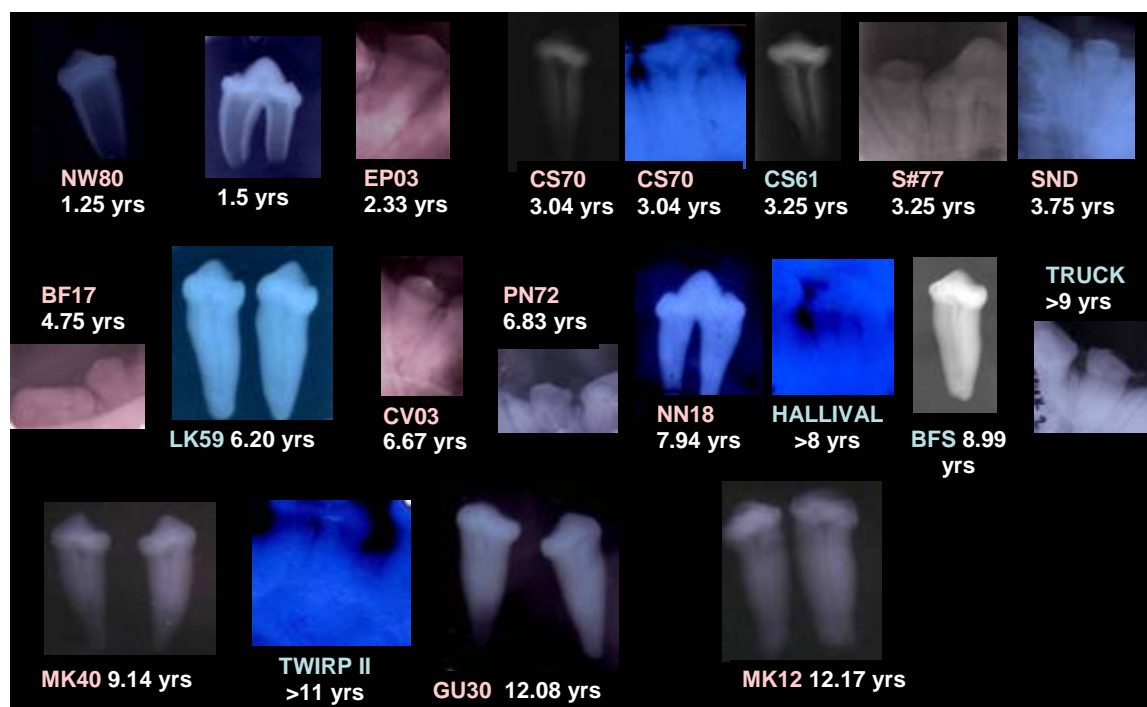 NW80
1.25 yrs
1.5 yrs
EP03
2.33 yrs
CS70
3.04 yrs
CS70
3.04 yrs
CS61
3.25 yrs
S#77
3.25 yrs
SND
3.75 yrs
BF17
4.75 yrs
LK59 6.20 yrs
CV03
6.67 yrs
PN72
6.83 yrs
NN18
7.94 yrs
HALLIVAL
>8 yrs
BFS 8.99
yrs
TRUCK
>9 yrs
MK40 9.14 yrs
TWIRP II
>11 yrs
GU30 12.08 yrs
MK12 12.17 yrs